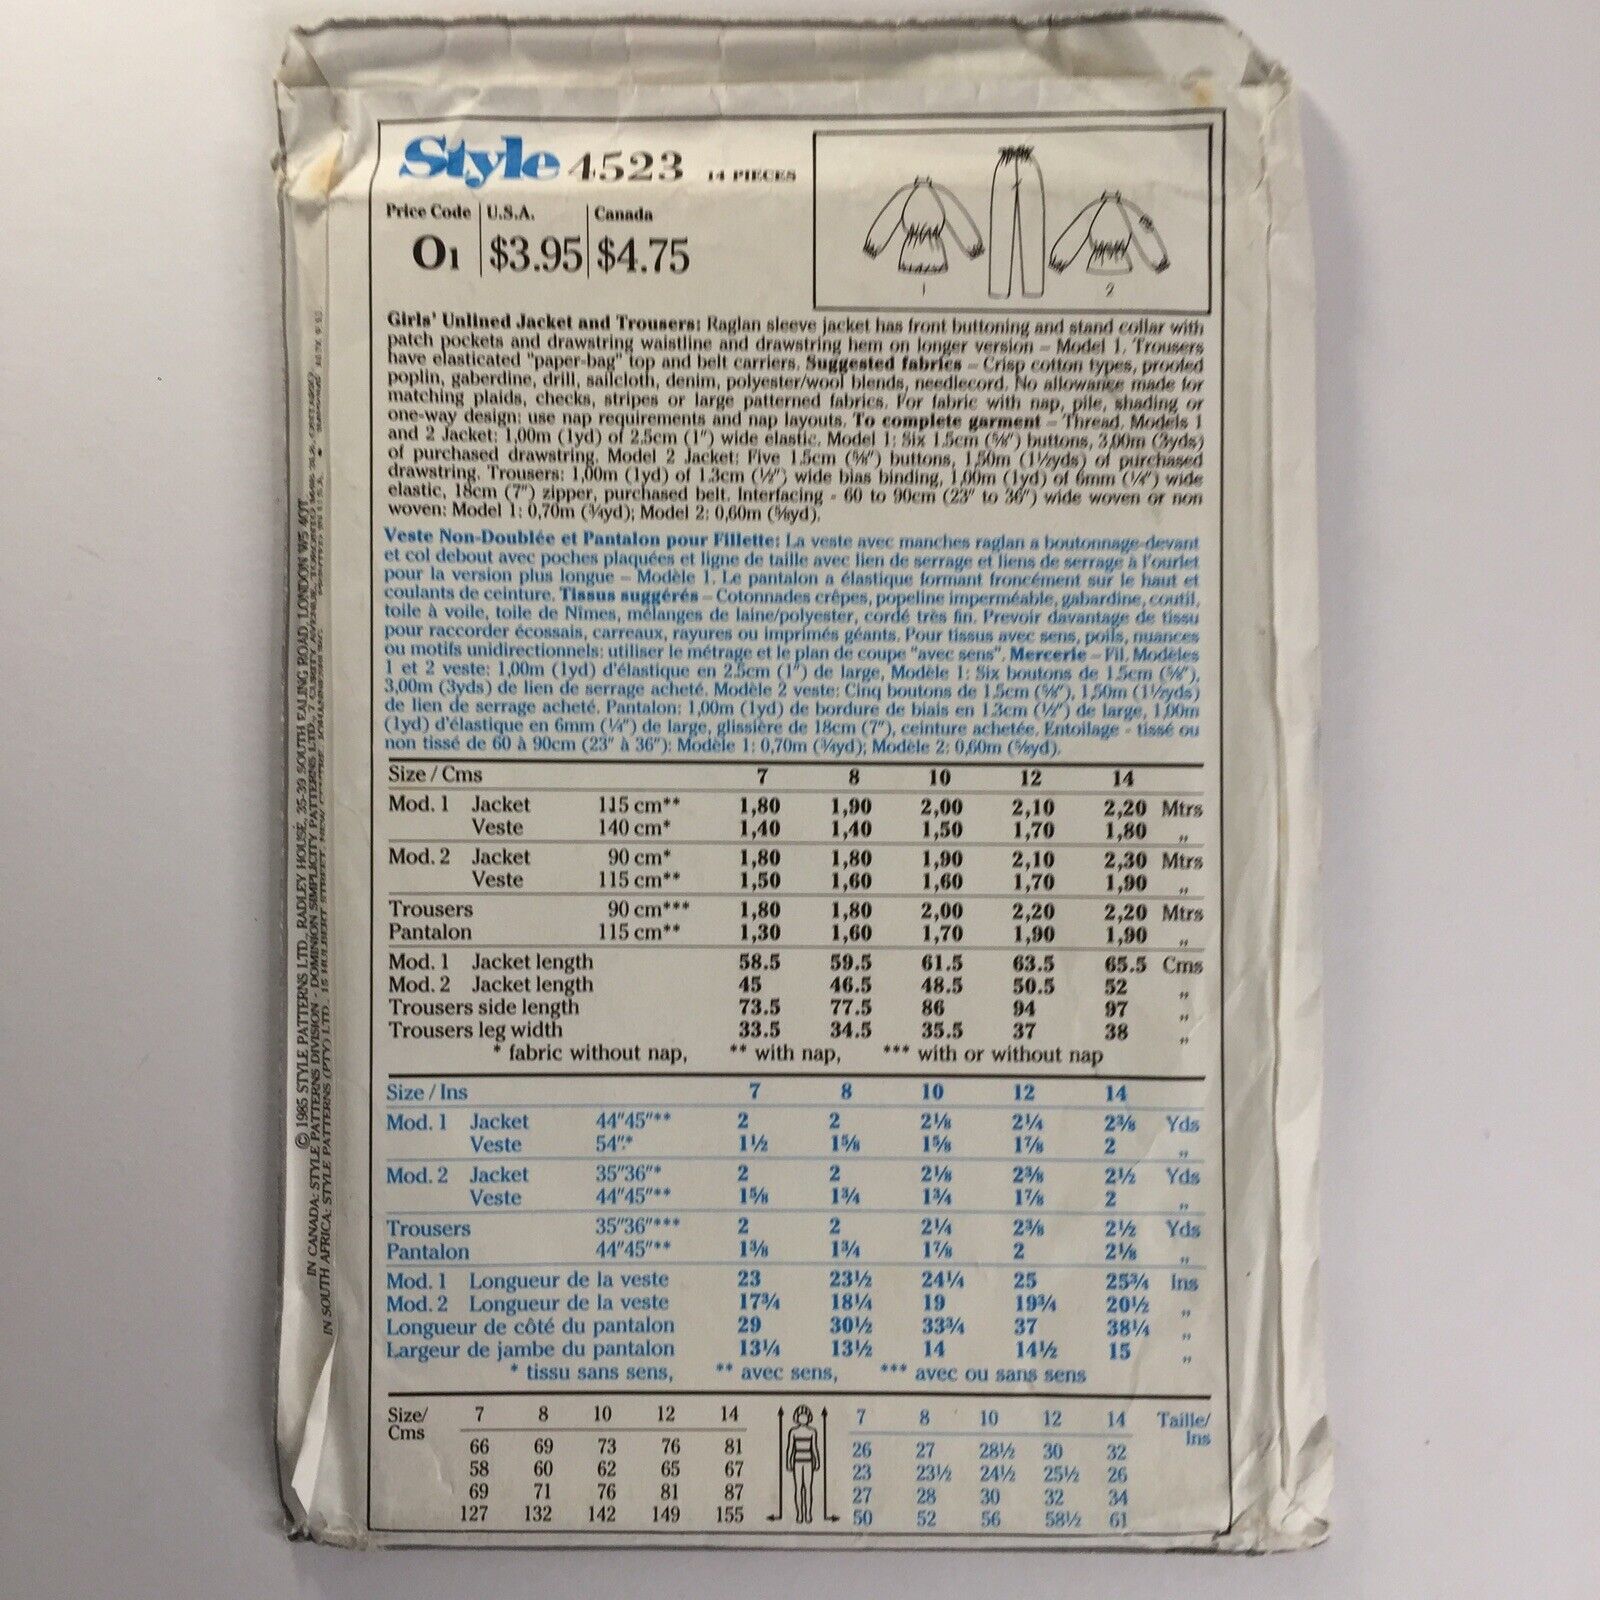 Style 4523 14 PIECES
Price Code U.S.A. Canada
O1 $3.95 $4.75
1 2
Girls' Unlined Jacket and Trousers: Raglan sleeve jacket has front buttoning and stand collar with
patch pockets and drawstring waistline and drawstring hem on longer version – Model 1. Trousers
have elasticated "paper-bag" top and belt carriers. Suggested fabrics – Crisp cotton types, proofed
poplin, gaberdine, drill, sailcloth, denim, polyester/wool blends, needlecord. No allowance made for
matching plaids, checks, stripes or large patterned fabrics. For fabric with nap, pile, shading or
one-way design: use nap requirements and nap layouts. To complete garment – Thread. Models 1
and 2 Jacket: 1,00m (1yd) of 2.5cm (1") wide elastic. Model 1: Six 1.5cm (⅝") buttons, 3,00m (3yds)
of purchased drawstring. Model 2 Jacket: Five 1.5cm (⅝") buttons, 1,50m (1½yds) of purchased
drawstring. Trousers: 1,00m (1yd) of 1.3cm (½") wide bias binding, 1,00m (1yd) of 6mm (¼") wide
elastic, 18cm (7") zipper, purchased belt. Interfacing - 60 to 90cm (23" to 36") wide woven or non
woven: Model 1: 0,70m (¾yd); Model 2: 0,60m (⅝yd).
Veste Non-Doublée et Pantalon pour Fillette: La veste avec manches raglan a boutonnage-devant
et col debout avec poches plaquées et ligne de taille avec lien de serrage et liens de serrage à l'ourlet
pour la version plus longue – Modèle 1. Le pantalon a élastique formant froncément sur le haut et
coulants de ceinture. Tissus suggérés – Cotonnades crêpes, popeline imperméable, gabardine, coutil,
toile à voile, toile de Nîmes, mélanges de laine/polyester, cordé très fin. Prevoir davantage de tissu
pour raccorder écossais, carreaux, rayures ou imprimés géants. Pour tissus avec sens, poils, nuances
ou motifs unidirectionnels: utiliser le métrage et le plan de coupe "avec sens". Mercerie – Fil. Modèles
1 et 2 veste: 1,00m (1yd) d'élastique en 2.5cm (1") de large, Modèle 1: Six boutons de 1.5cm (⅝"),
3,00m (3yds) de lien de serrage acheté. Modèle 2 veste: Cinq boutons de 1.5cm (⅝"), 1,50m (1½yds)
de lien de serrage acheté. Pantalon: 1,00m (1yd) de bordure de biais en 1.3cm (½") de large, 1,00m
(1yd) d'élastique en 6mm (¼") de large, glissière de 18cm (7"), ceinture achetée. Entoilage - tissé ou
non tissé de 60 à 90cm (23" à 36"): Modèle 1: 0,70m (¾yd); Modèle 2: 0,60m (⅝yd).
Size / Cms 7 8 10 12 14
Mod. 1 Jacket 115 cm** 1,80 1,90 2,00 2,10 2,20 Mtrs
Veste 140 cm* 1,40 1,40 1,50 1,70 1,80 ,,
Mod. 2 Jacket 90 cm* 1,80 1,80 1,90 2,10 2,30 Mtrs
Veste 115 cm** 1,50 1,60 1,60 1,70 1,90 ,,
Trousers 90 cm*** 1,80 1,80 2,00 2,20 2,20 Mtrs
Pantalon 115 cm** 1,30 1,60 1,70 1,90 1,90 ,,
Mod. 1 Jacket length 58.5 59.5 61.5 63.5 65.5 Cms
Mod. 2 Jacket length 45 46.5 48.5 50.5 52 ,,
Trousers side length 73.5 77.5 86 94 97 ,,
Trousers leg width 33.5 34.5 35.5 37 38 ,,
* fabric without nap, ** with nap, *** with or without nap
Size / Ins 7 8 10 12 14
Mod. 1 Jacket 44"45"** 2 2 2⅛ 2¼ 2⅜ Yds
Veste 54"* 1½ 1⅝ 1⅝ 1⅞ 2 ,,
Mod. 2 Jacket 35"36"* 2 2 2⅛ 2⅜ 2½ Yds
Veste 44"45"** 1⅝ 1¾ 1¾ 1⅞ 2 ,,
Trousers 35"36"*** 2 2 2¼ 2⅜ 2½ Yds
Pantalon 44"45"** 1⅜ 1¾ 1⅞ 2 2⅛ ,,
Mod. 1 Longueur de la veste 23 23½ 24¼ 25 25¾ Ins
Mod. 2 Longueur de la veste 17¾ 18¼ 19 19¾ 20½ ,,
Longueur de côté du pantalon 29 30½ 33¾ 37 38¼ ,,
Largeur de jambe du pantalon 13¼ 13½ 14 14½ 15 ,,
* tissu sans sens, ** avec sens, *** avec ou sans sens
Size/ Cms 7 8 10 12 14 7 8 10 12 14 Taille/ Ins
66 69 73 76 81 26 27 28½ 30 32
58 60 62 65 67 23 23½ 24½ 25½ 26
69 71 76 81 87 27 28 30 32 34
127 132 142 149 155 50 52 56 58½ 61
© 1985 STYLE PATTERNS LTD., RADLEY HOUSE, 35-39 SOUTH EALING ROAD, LONDON W5 4QT
IN CANADA: STYLE PATTERNS DIVISION - DOMINION SIMPLICITY PATTERNS LTD., 7 CURITY AVENUE, TORONTO
IN SOUTH AFRICA: STYLE PATTERNS (PTY) LTD. 15 HULBERT STREET, NEW